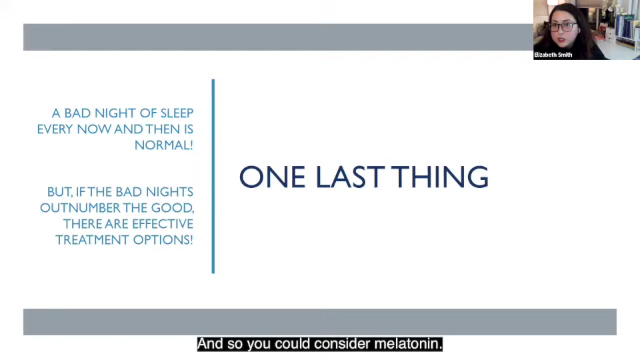 Elizabeth Smith
A BAD NIGHT OF SLEEP
EVERY NOW AND THEN IS
NORMAL!
BUT, IF THE BAD NIGHTS
OUTNUMBER THE GOOD,
THERE ARE EFFECTIVE
TREATMENT OPTIONS!
ONE LAST THING
And so you could consider melatonin.